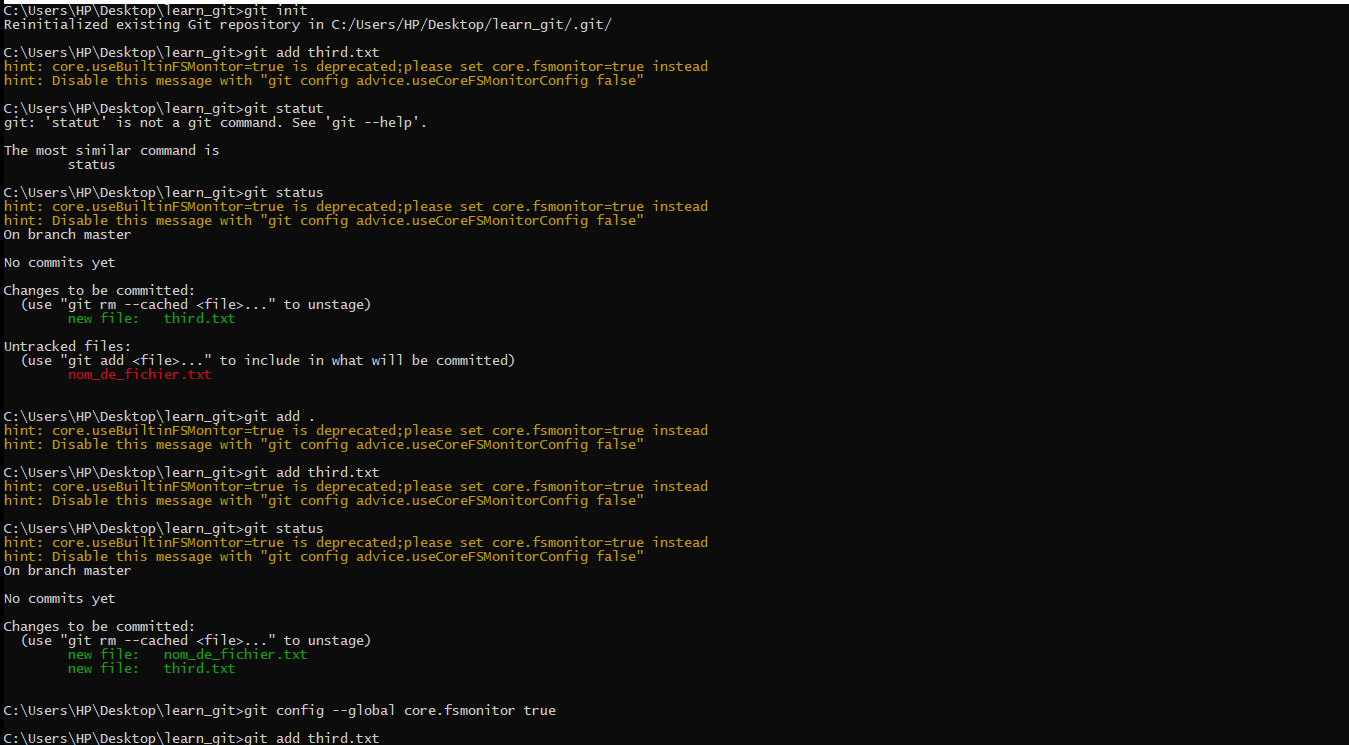 C:\Users\HP\Desktop\learn_git>git init
Reinitialized existing Git repository in C:/Users/HP/Desktop/learn_git/.git/
C:\Users\HP\Desktop\learn_git>git add third.txt
hint: core.useBuiltinFSMonitor=true is deprecated;please set core.fsmonitor=true instead
hint: Disable this message with "git config advice.useCoreFSMonitorConfig false"
C:\Users\HP\Desktop\learn_git>git statut
git: 'statut' is not a git command. See 'git --help'.
The most similar command is
status
C:\Users\HP\Desktop\learn_git>git status
hint: core.useBuiltinFSMonitor=true is deprecated;please set core.fsmonitor=true instead
hint: Disable this message with "git config advice.useCoreFSMonitorConfig false"
On branch master
No commits yet
Changes to be committed:
(use "git rm --cached <file>..." to unstage)
new file:   third.txt
Untracked files:
(use "git add <file>..." to include in what will be committed)
nom_de_fichier.txt
C:\Users\HP\Desktop\learn_git>git add .
hint: core.useBuiltinFSMonitor=true is deprecated;please set core.fsmonitor=true instead
hint: Disable this message with "git config advice.useCoreFSMonitorConfig false"
C:\Users\HP\Desktop\learn_git>git add third.txt
hint: core.useBuiltinFSMonitor=true is deprecated;please set core.fsmonitor=true instead
hint: Disable this message with "git config advice.useCoreFSMonitorConfig false"
C:\Users\HP\Desktop\learn_git>git status
hint: core.useBuiltinFSMonitor=true is deprecated;please set core.fsmonitor=true instead
hint: Disable this message with "git config advice.useCoreFSMonitorConfig false"
On branch master
No commits yet
Changes to be committed:
(use "git rm --cached <file>..." to unstage)
new file:   nom_de_fichier.txt
new file:   third.txt
C:\Users\HP\Desktop\learn_git>git config --global core.fsmonitor true
C:\Users\HP\Desktop\learn_git>git add third.txt